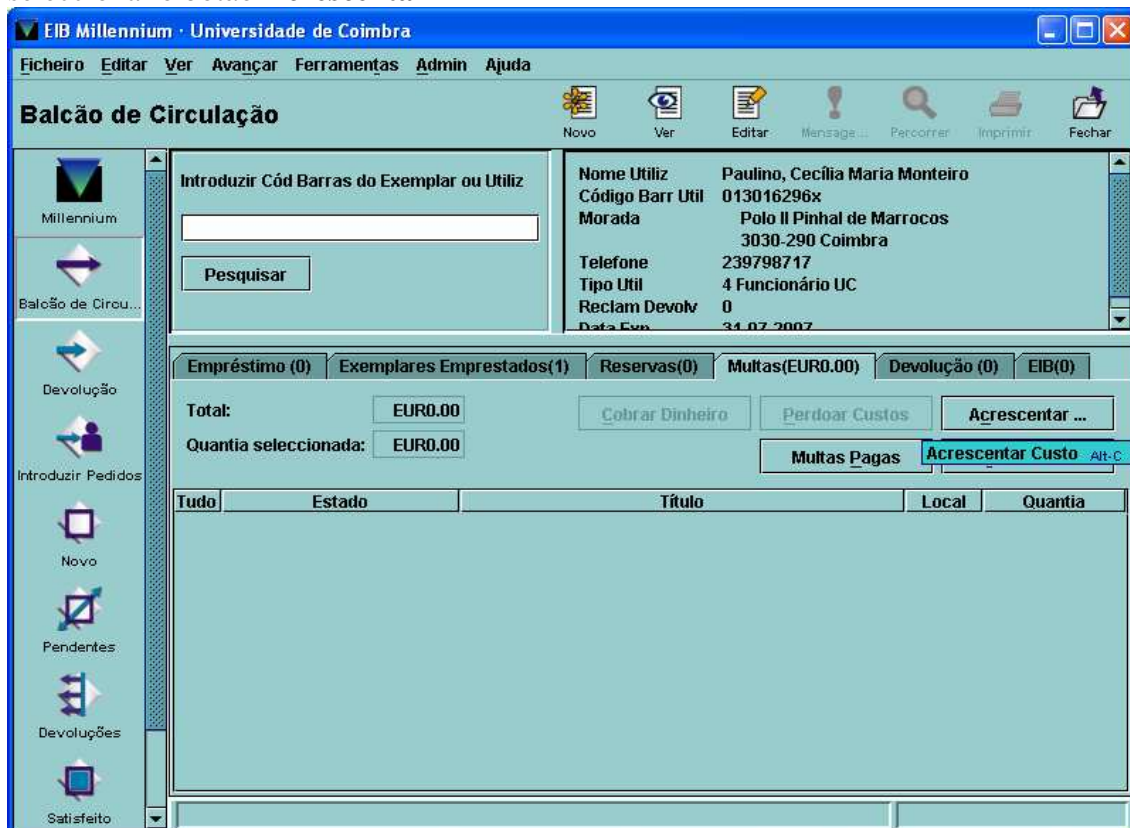 EIB Millennium · Universidade de Coimbra
Ficheiro Editar Ver Avançar Ferramentas Admin Ajuda
Balcão de Circulação
Novo Ver Editar Mensage... Percorrer Imprimir Fechar
Millennium
Balcão de Circu...
Devolução
Introduzir Pedidos
Novo
Pendentes
Devoluções
Satisfeito
Introduzir Cód Barras do Exemplar ou Utiliz
Pesquisar
Nome Utiliz Paulino, Cecília Maria Monteiro
Código Barr Util 013016296x
Morada Polo II Pinhal de Marrocos
3030-290 Coimbra
Telefone 239798717
Tipo Util 4 Funcionário UC
Reclam Devolv 0
Data Exp 31 07 2007
Empréstimo (0) Exemplares Emprestados(1) Reservas(0) Multas(EUR0.00) Devolução (0) EIB(0)
Total: EUR0.00 Cobrar Dinheiro Perdoar Custos Acrescentar ...
Quantia seleccionada: EUR0.00 Multas Pagas Acrescentar Custo Alt-C
Tudo Estado Título Local Quantia